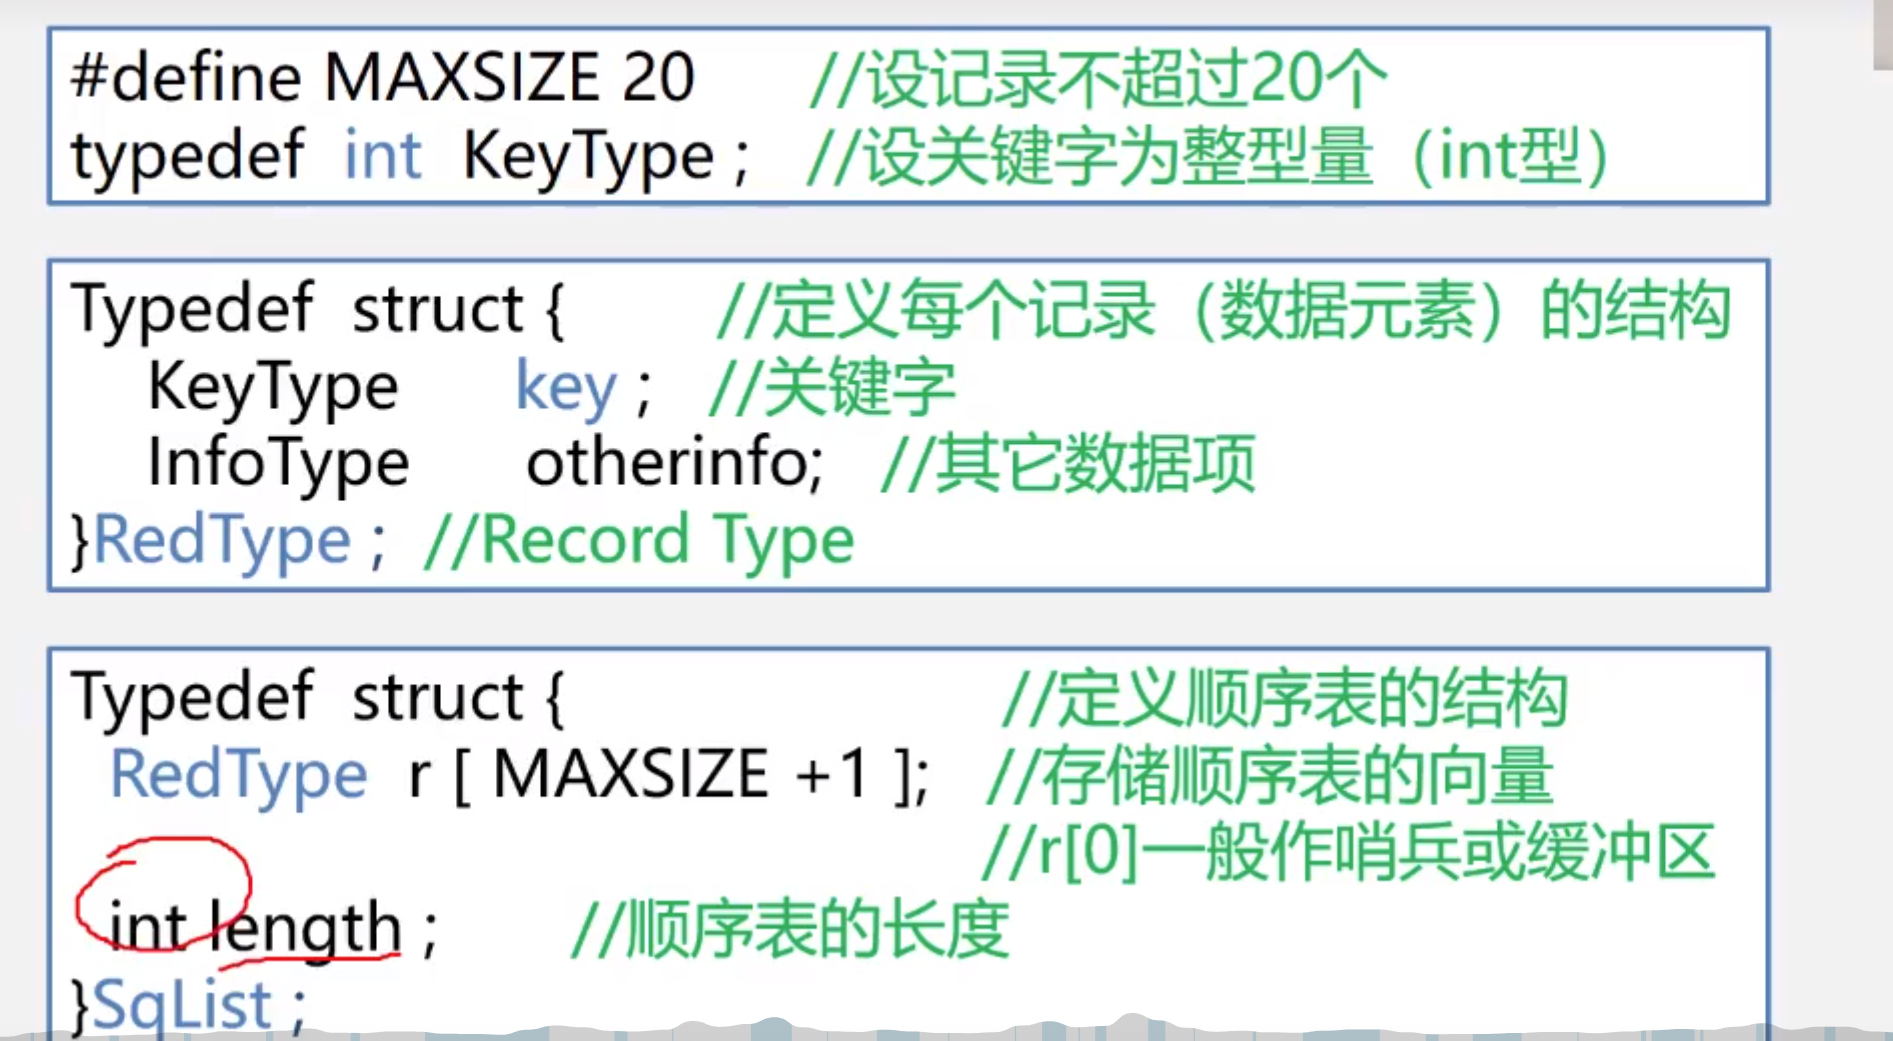 #define MAXSIZE 20 //设记录不超过20个
typedef int KeyType ; //设关键字为整型量（int型）
Typedef struct { //定义每个记录（数据元素）的结构
KeyType key ; //关键字
InfoType otherinfo; //其它数据项
}RedType ; //Record Type
Typedef struct { //定义顺序表的结构
RedType r [ MAXSIZE +1 ]; //存储顺序表的向量
//r[0]一般作哨兵或缓冲区
int length ; //顺序表的长度
}SqList ;